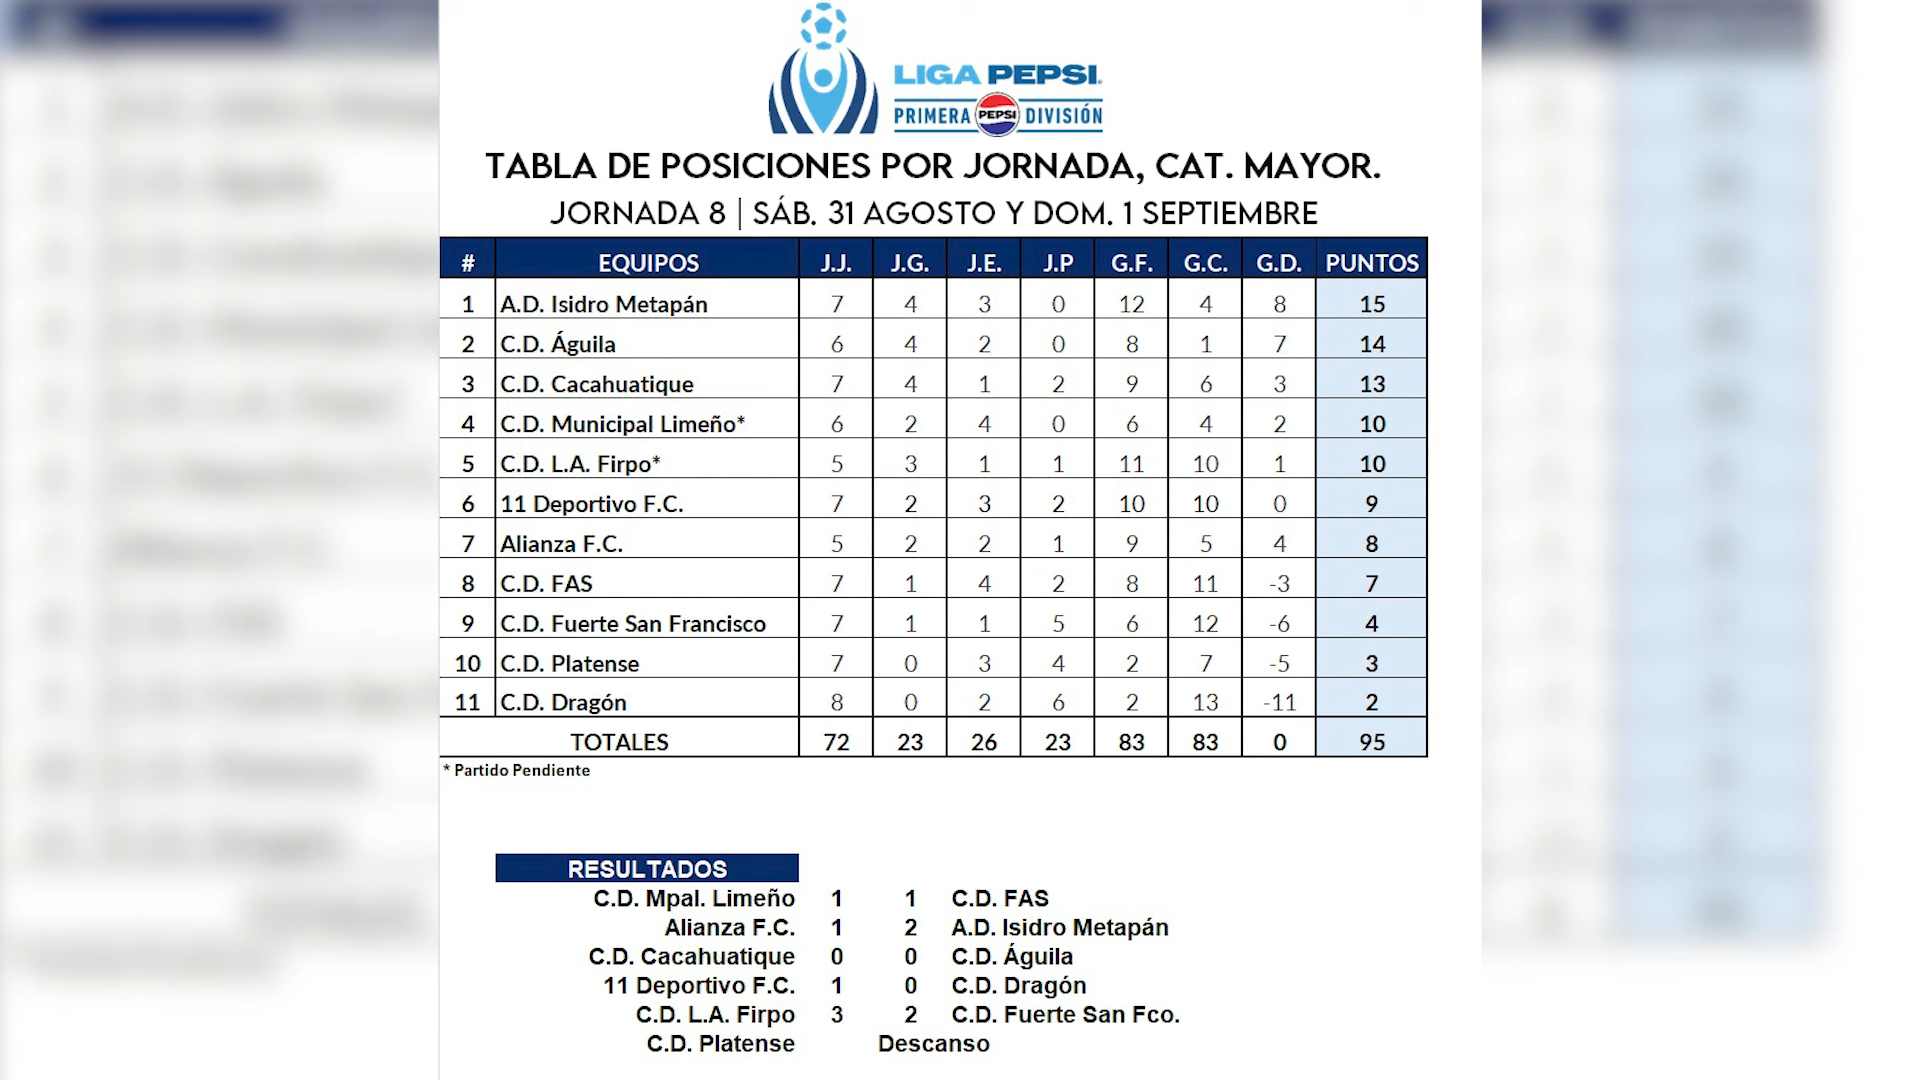 LIGA PEPSI
PRIMERA PEPSI DIVISIÓN
TABLA DE POSICIONES POR JORNADA, CAT. MAYOR.
JORNADA 8 | SÁB. 31 AGOSTO Y DOM. 1 SEPTIEMBRE
# EQUIPOS J.J. J.G. J.E. J.P G.F. G.C. G.D. PUNTOS
1 A.D. Isidro Metapán 7 4 3 0 12 4 8 15
2 C.D. Águila 6 4 2 0 8 1 7 14
3 C.D. Cacahuatique 7 4 1 2 9 6 3 13
4 C.D. Municipal Limeño* 6 2 4 0 6 4 2 10
5 C.D. L.A. Firpo* 5 3 1 1 11 10 1 10
6 11 Deportivo F.C. 7 2 3 2 10 10 0 9
7 Alianza F.C. 5 2 2 1 9 5 4 8
8 C.D. FAS 7 1 4 2 8 11 -3 7
9 C.D. Fuerte San Francisco 7 1 1 5 6 12 -6 4
10 C.D. Platense 7 0 3 4 2 7 -5 3
11 C.D. Dragón 8 0 2 6 2 13 -11 2
TOTALES 72 23 26 23 83 83 0 95
* Partido Pendiente
RESULTADOS
C.D. Mpal. Limeño 1 1 C.D. FAS
Alianza F.C. 1 2 A.D. Isidro Metapán
C.D. Cacahuatique 0 0 C.D. Águila
11 Deportivo F.C. 1 0 C.D. Dragón
C.D. L.A. Firpo 3 2 C.D. Fuerte San Fco.
C.D. Platense Descanso